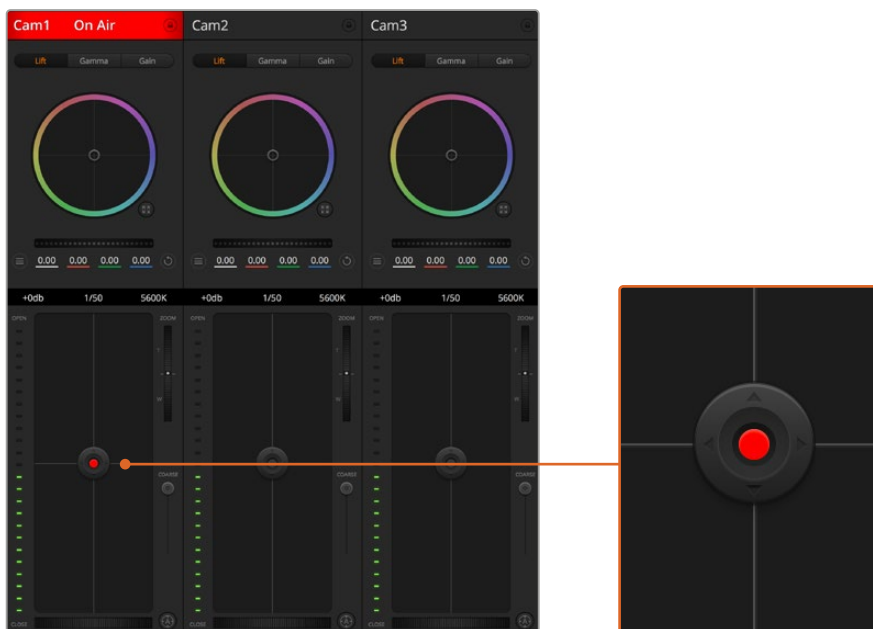 Cam1 On Air Cam2 Cam3
Lift Gamma Gain Lift Gamma Gain Lift Gamma Gain
0.00 0.00 0.00 0.00 0.00 0.00 0.00 0.00 0.00 0.00 0.00 0.00
+0db 1/50 5600K +0db 1/50 5600K +0db 1/50 5600K
OPEN ZOOM OPEN ZOOM OPEN ZOOM
T T T
W W W
COARSE COARSE COARSE
CLOSE A CLOSE A CLOSE A